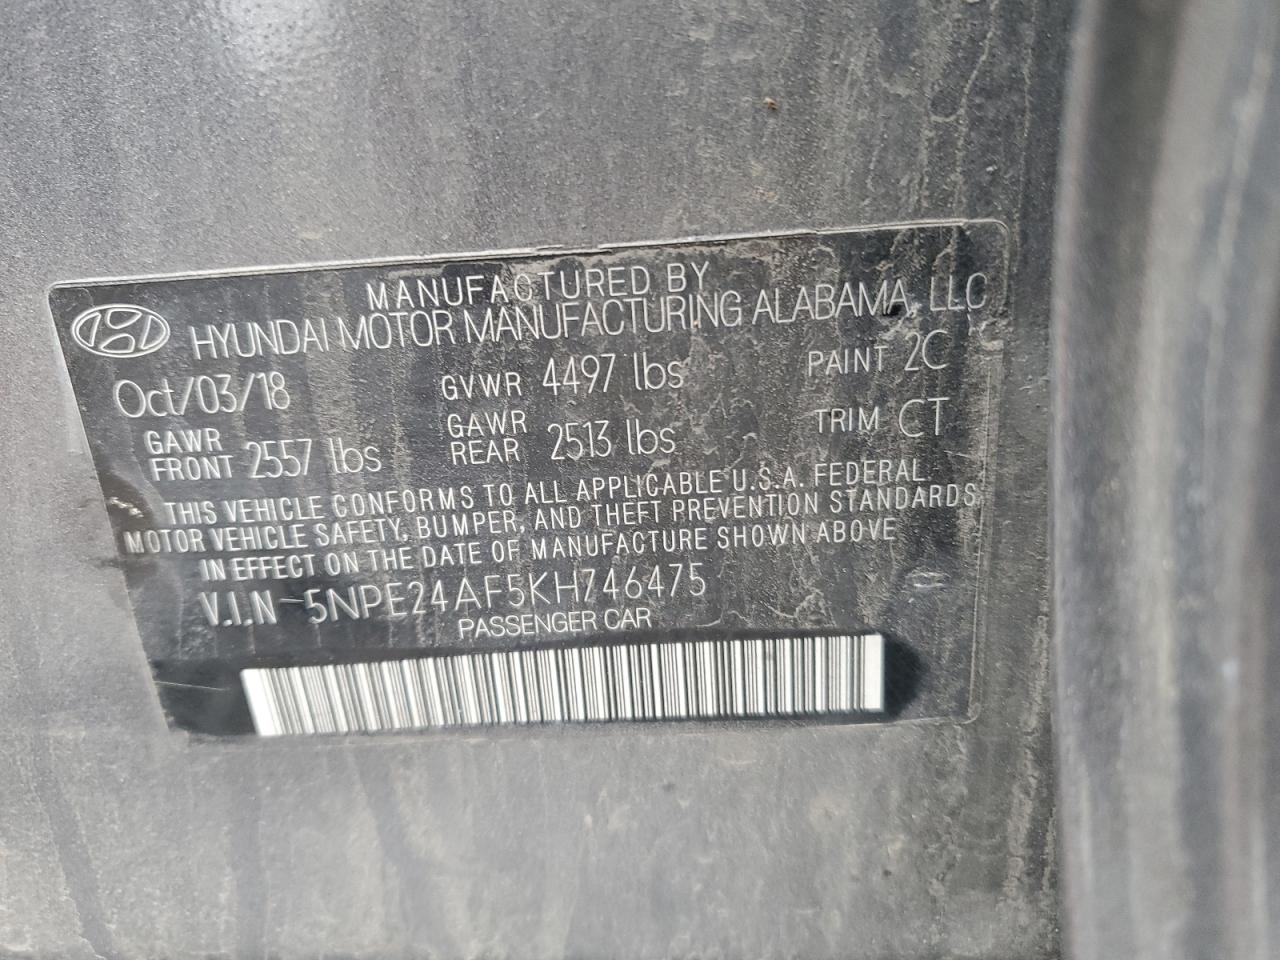 MANUFACTURED BY
HYUNDAI MOTOR MANUFACTURING ALABAMA, LLC
Oct/03/18 GVWR 4497 lbs PAINT 2C
GAWR FRONT 2557 lbs GAWR REAR 2513 lbs TRIM CT
THIS VEHICLE CONFORMS TO ALL APPLICABLE U.S.A. FEDERAL
MOTOR VEHICLE SAFETY, BUMPER, AND THEFT PREVENTION STANDARDS
IN EFFECT ON THE DATE OF MANUFACTURE SHOWN ABOVE
V.I.N-5NPE24AF5KH746475
PASSENGER CAR